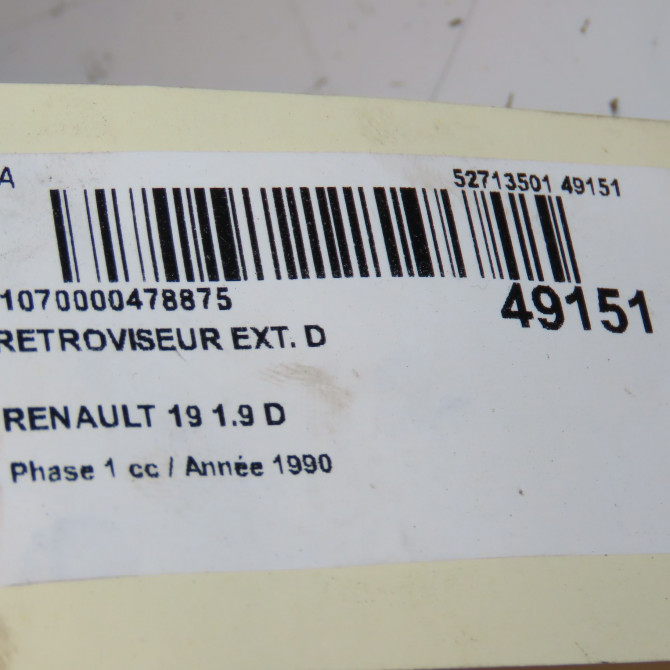 A
52713501 49151
1070000478875
49151
RETROVISEUR EXT. D
RENAULT 19 1.9 D
Phase 1 cc / Année 1990